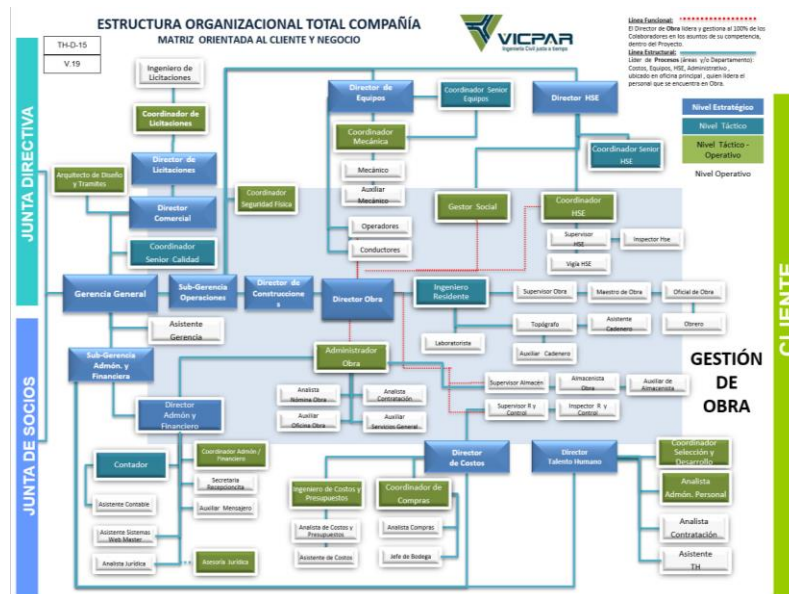 ESTRUCTURA ORGANIZACIONAL TOTAL COMPAÑÍA
MATRIZ ORIENTADA AL CLIENTE Y NEGOCIO
VICPAR
Ingeniería Civil justo a tiempo
TH-D-15
V.19
Línea Funcional:
El Director de Obra lidera y gestiona al 100% de los
Colaboradores en los asuntos de su competencia,
dentro del Proyecto.
Línea Estructural:
Líder de Procesos (áreas y/o Departamento):
Costos, Equipos, HSE, Administrativo ,
ubicado en oficina principal , quien lidera el
personal que se encuentra en Obra.
Nivel Estratégico
Nivel Táctico
Nivel Táctico -
Operativo
Nivel Operativo
JUNTA DIRECTIVA
JUNTA DE SOCIOS
CLIENTE
GESTIÓN
DE
OBRA
Ingeniero de
Licitaciones
Coordinador de
Licitaciones
Director de
Licitaciones
Arquitecto de Diseño
y Tramites
Director
Comercial
Coordinador
Senior Calidad
Coordinador
Seguridad Física
Director de
Equipos
Coordinador Senior
Equipos
Coordinador
Mecánica
Mecánico
Auxiliar
Mecánico
Operadores
Conductores
Director HSE
Coordinador Senior
HSE
Gestor Social
Coordinador
HSE
Supervisor
HSE
Inspector Hse
Vigía HSE
Gerencia General
Sub-Gerencia
Operaciones
Director de
Construccione
s
Director Obra
Ingeniero
Residente
Supervisor Obra
Maestro de Obra
Oficial de Obra
Obrero
Topógrafo
Asistente
Cadenero
Auxiliar Cadenero
Laboratorista
Asistente
Gerencia
Sub-Gerencia
Admón. y
Financiera
Administrador
Obra
Analista
Nómina Obra
Analista
Contratación
Auxiliar
Oficina Obra
Auxiliar
Servicios General
Supervisor Almacén
Almacenista
Obra
Auxiliar de
Almacenista
Supervisor R y
Control
Inspector R y
Control
Director
Admón y
Financiero
Contador
Coordinador Admón /
Financiero
Secretaria
Recepcioncita
Asistente Contable
Auxiliar Mensajero
Asistente Sistemas
Web Master
Analista Jurídica
Asesoría Jurídica
Director
de Costos
Ingeniero de Costos y
Presupuestos
Coordinador de
Compras
Analista de Costos y
Presupuestos
Analista Compras
Asistente de Costos
Jefe de Bodega
Director
Talento Humano
Coordinador
Selección y
Desarrollo
Analista
Admón. Personal
Analista
Contratación
Asistente
TH